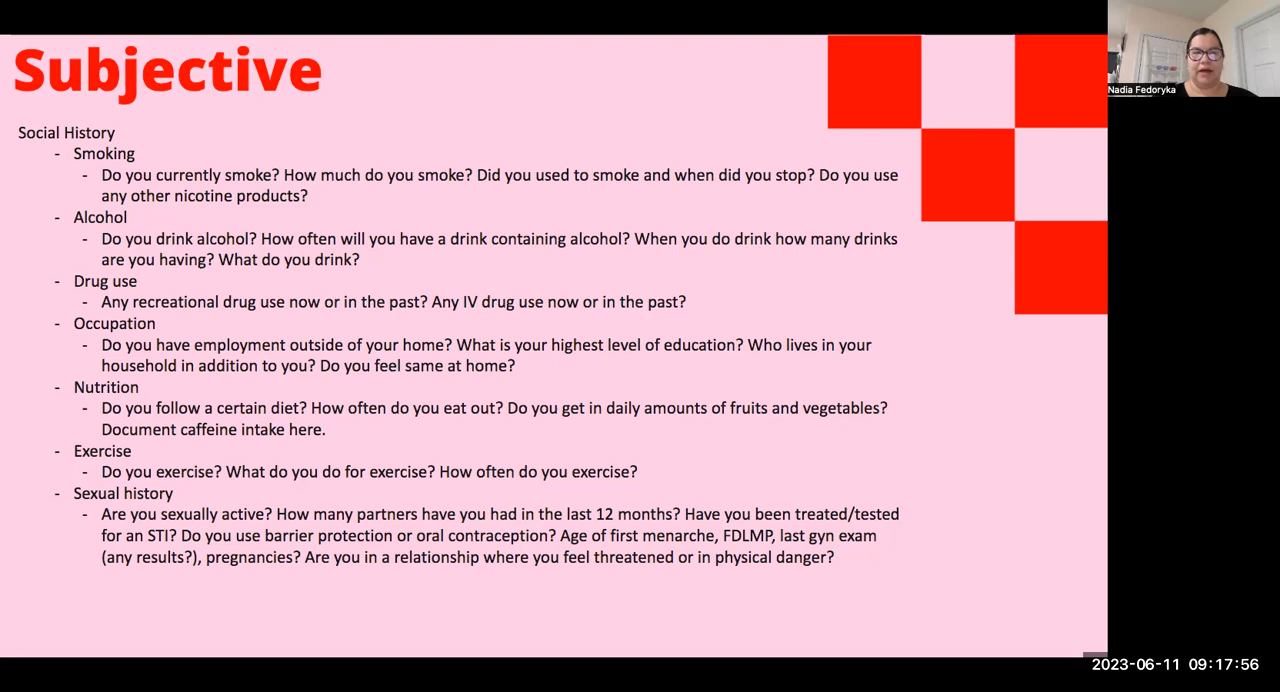 Subjective
Social History
- Smoking
- Do you currently smoke? How much do you smoke? Did you used to smoke and when did you stop? Do you use
any other nicotine products?
- Alcohol
- Do you drink alcohol? How often will you have a drink containing alcohol? When you do drink how many drinks
are you having? What do you drink?
- Drug use
- Any recreational drug use now or in the past? Any IV drug use now or in the past?
- Occupation
- Do you have employment outside of your home? What is your highest level of education? Who lives in your
household in addition to you? Do you feel same at home?
- Nutrition
- Do you follow a certain diet? How often do you eat out? Do you get in daily amounts of fruits and vegetables?
Document caffeine intake here.
- Exercise
- Do you exercise? What do you do for exercise? How often do you exercise?
- Sexual history
- Are you sexually active? How many partners have you had in the last 12 months? Have you been treated/tested
for an STI? Do you use barrier protection or oral contraception? Age of first menarche, FDLMP, last gyn exam
(any results?), pregnancies? Are you in a relationship where you feel threatened or in physical danger?
Nadia Fedoryka
2023-06-11 09:17:56